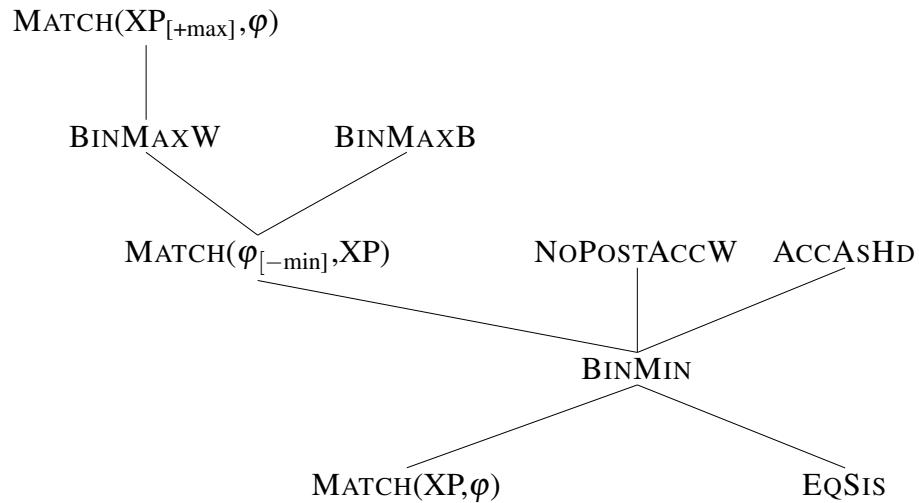 MATCH(XP[+max],φ)
BINMAXW BINMAXB
MATCH(φ[−min],XP) NOPOSTACCW ACCASHD
BINMIN
MATCH(XP,φ) EQSIS